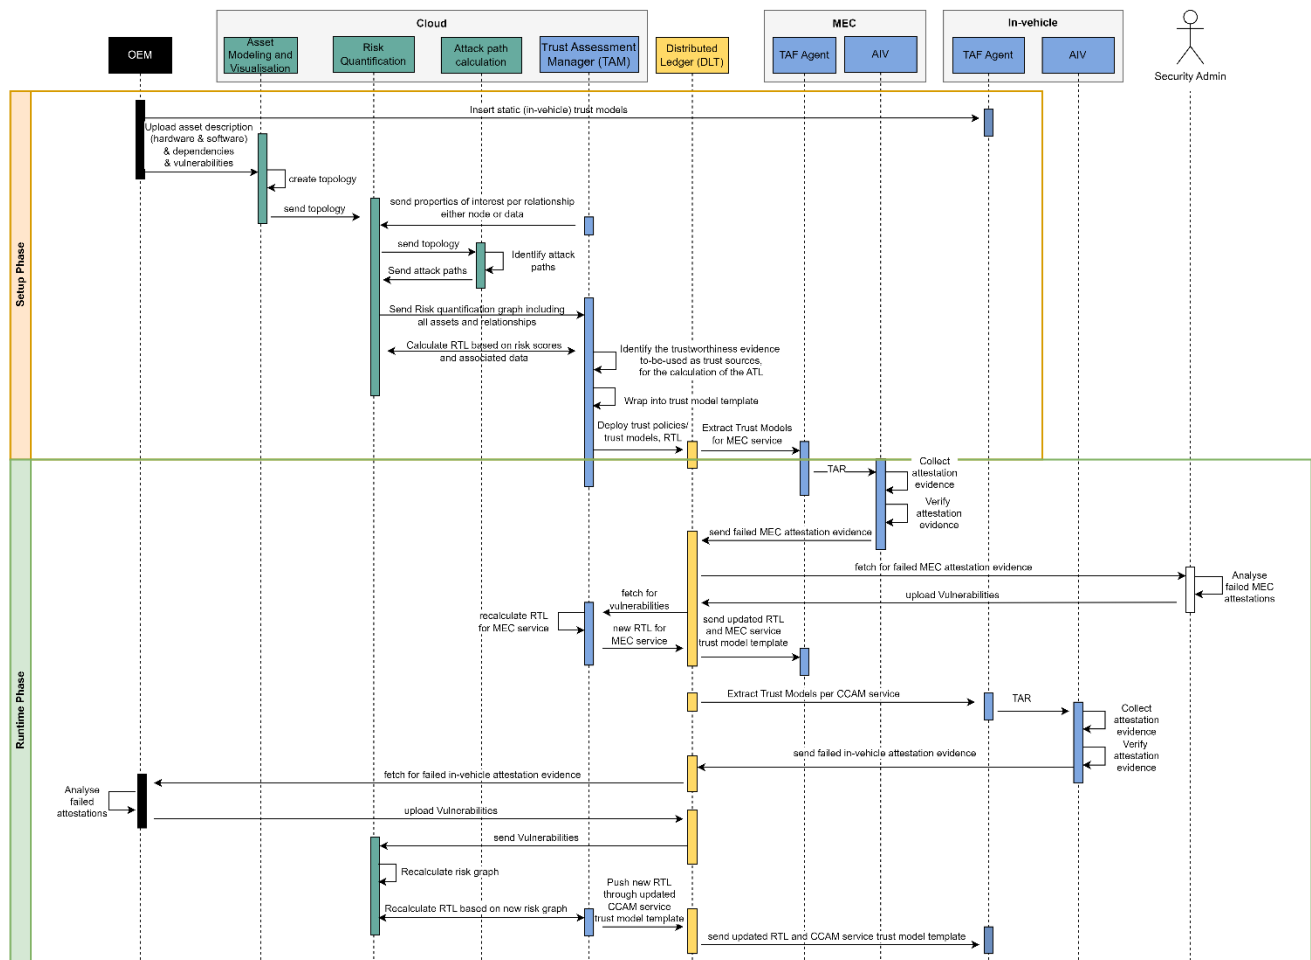 Cloud
MEC
In-vehicle
OEM
Asset
Modeling and
Visualisation
Risk
Quantification
Attack path
calculation
Trust Assessment
Manager (TAM)
Distributed
Ledger (DLT)
TAF Agent
AIV
TAF Agent
AIV
Security Admin
Setup Phase
Insert static (in-vehicle) trust models
Upload asset description
(hardware & software)
& dependencies
& vulnerabilities
create topology
send topology
send properties of interest per relationship
either node or data
send topology
Identlify attack
paths
Send attack paths
Send Risk quantification graph including
all assets and relationships
Calculate RTL based on risk scores
and associated data
Identify the trustworthiness evidence
to-be-used as trust sources,
for the calculation of the ATL
Wrap into trust model template
Deploy trust policies/
trust models, RTL
Extract Trust Models
for MEC service
Runtime Phase
TAR
Collect
attestation
evidence
Verify
attestation
evidence
send failed MEC attestation evidence
fetch for failed MEC attestation evidence
Analyse
failed MEC
attestations
upload Vulnerabilities
fetch for
vulnerabilities
recalculate RTL
for MEC service
new RTL for
MEC service
send updated RTL
and MEC service
trust model template
Extract Trust Models per CCAM service
TAR
Collect
attestation
evidence
Verify
attestation
evidence
send failed in-vehicle attestation evidence
fetch for failed in-vehicle attestation evidence
Analyse
failed
attestations
upload Vulnerabilities
send Vulnerabilities
Recalculate risk graph
Recalculate RTL based on new risk graph
Push new RTL
through updated
CCAM service
trust model template
send updated RTL and CCAM service trust model template